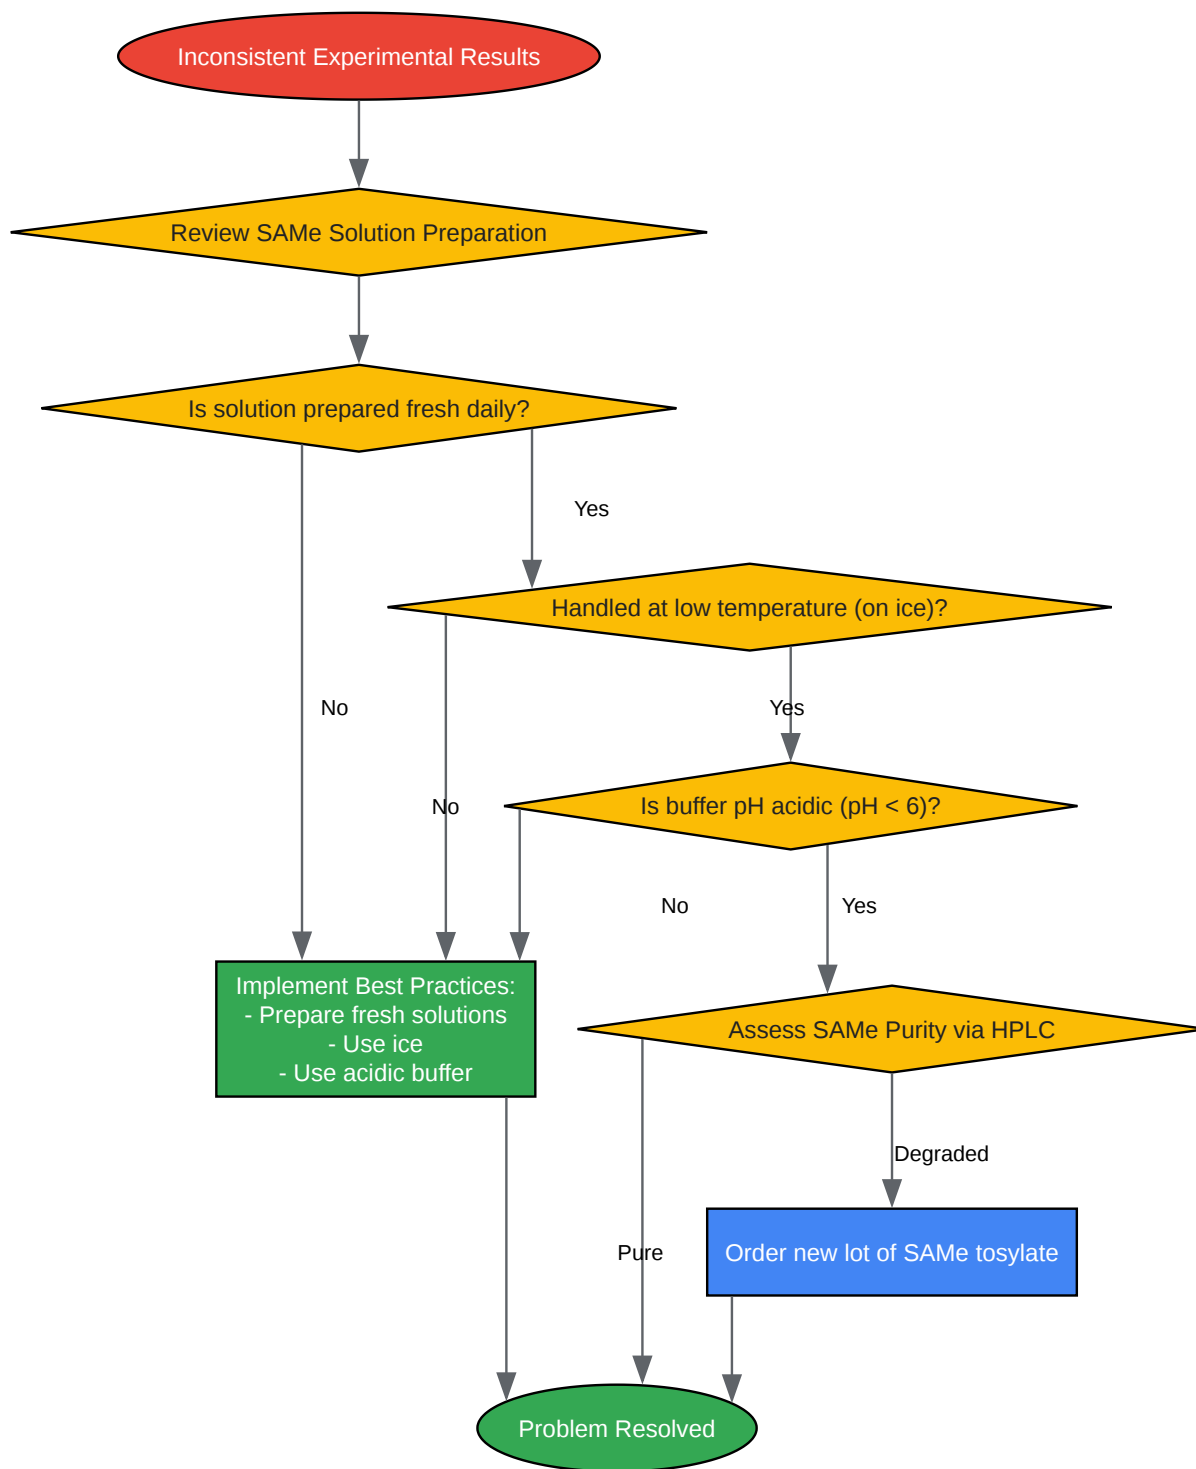 Inconsistent Experimental Results
Review SAMe Solution Preparation
Is solution prepared fresh daily?
Yes
Handled at low temperature (on ice)?
No
Yes
No
Is buffer pH acidic (pH < 6)?
No
Yes
Implement Best Practices:
- Prepare fresh solutions
- Use ice
- Use acidic buffer
Assess SAMe Purity via HPLC
Degraded
Pure
Order new lot of SAMe tosylate
Problem Resolved